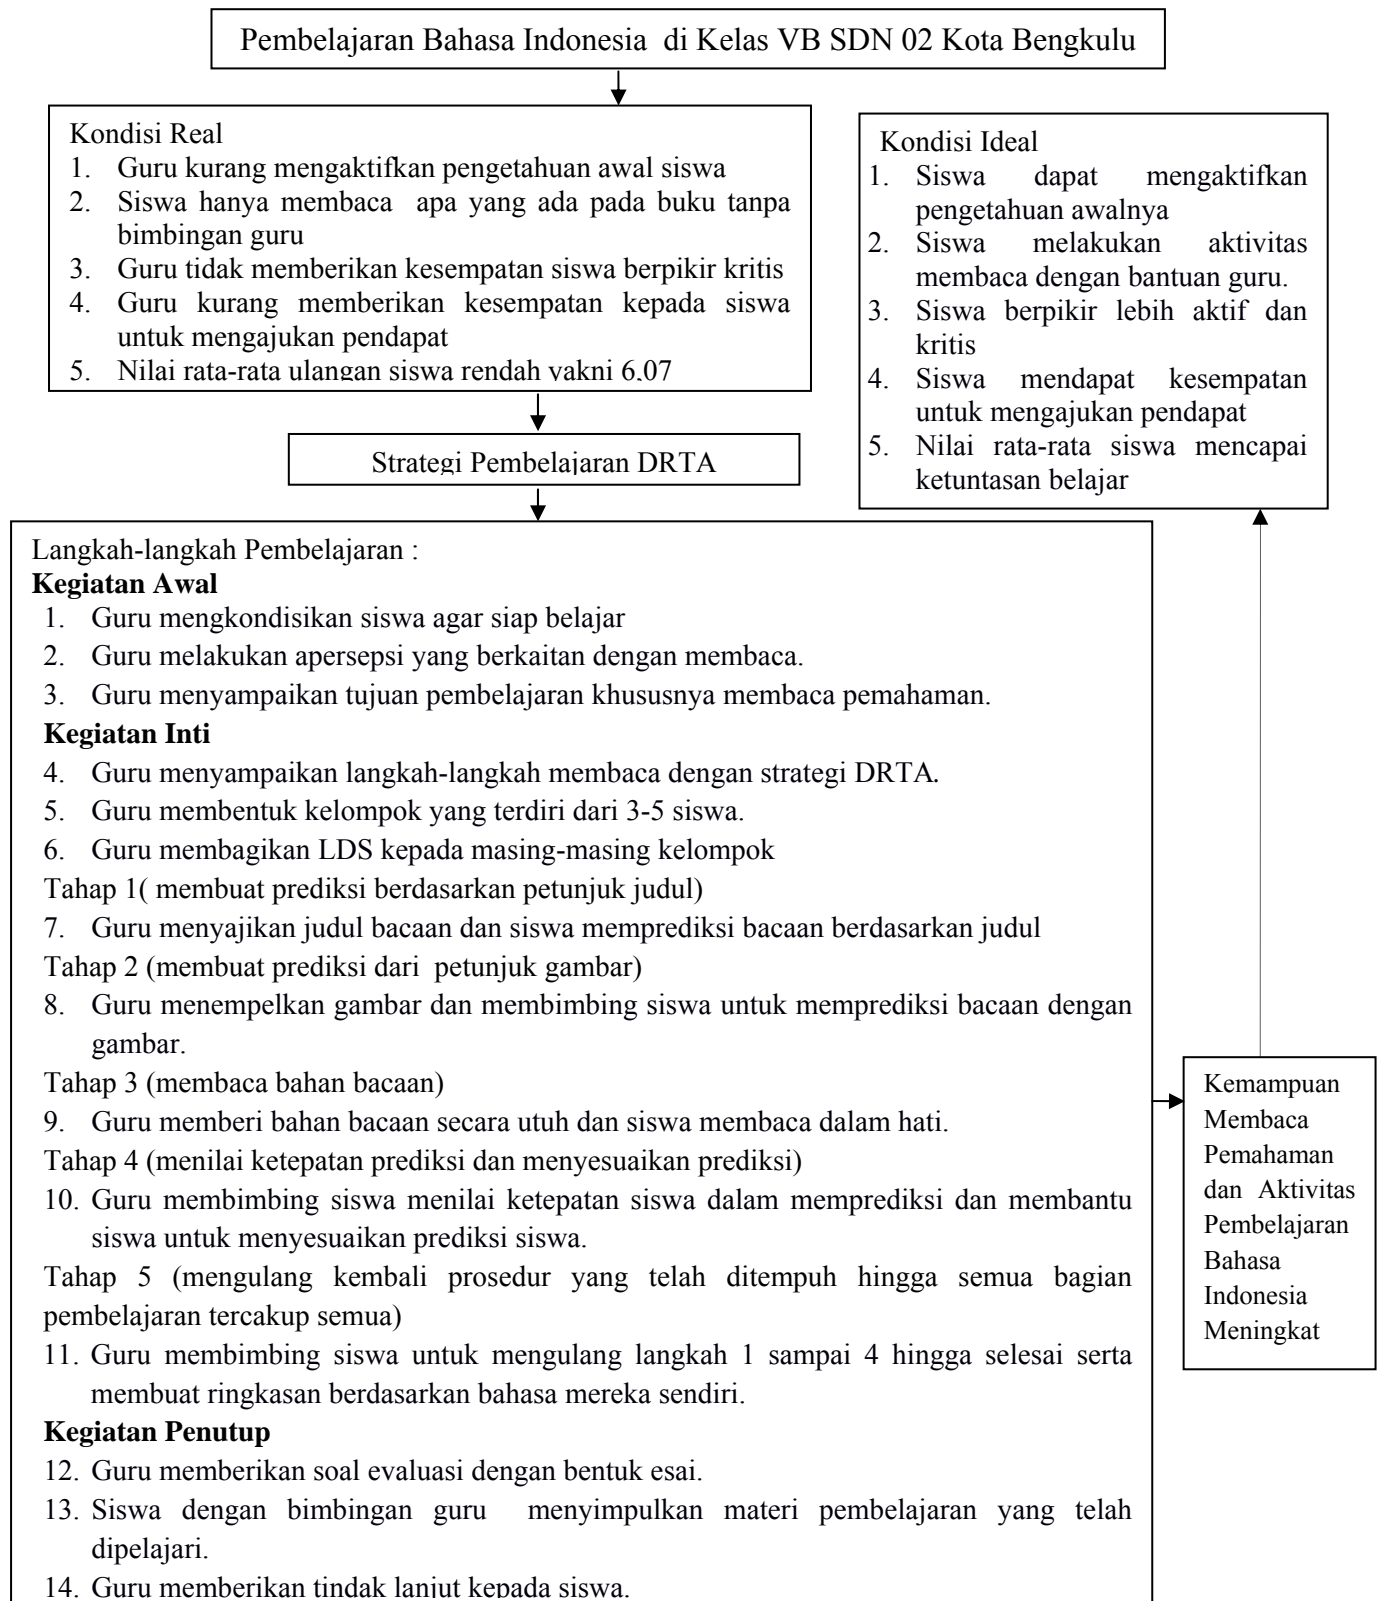 Pembelajaran Bahasa Indonesia di Kelas VB SDN 02 Kota Bengkulu
Kondisi Real
1. Guru kurang mengaktifkan pengetahuan awal siswa
2. Siswa hanya membaca apa yang ada pada buku tanpa
bimbingan guru
3. Guru tidak memberikan kesempatan siswa berpikir kritis
4. Guru kurang memberikan kesempatan kepada siswa
untuk mengajukan pendapat
5. Nilai rata-rata ulangan siswa rendah yakni 6,07
Kondisi Ideal
1. Siswa dapat mengaktifkan
pengetahuan awalnya
2. Siswa melakukan aktivitas
membaca dengan bantuan guru.
3. Siswa berpikir lebih aktif dan
kritis
4. Siswa mendapat kesempatan
untuk mengajukan pendapat
5. Nilai rata-rata siswa mencapai
ketuntasan belajar
Strategi Pembelajaran DRTA
Langkah-langkah Pembelajaran :
Kegiatan Awal
1. Guru mengkondisikan siswa agar siap belajar
2. Guru melakukan apersepsi yang berkaitan dengan membaca.
3. Guru menyampaikan tujuan pembelajaran khususnya membaca pemahaman.
Kegiatan Inti
4. Guru menyampaikan langkah-langkah membaca dengan strategi DRTA.
5. Guru membentuk kelompok yang terdiri dari 3-5 siswa.
6. Guru membagikan LDS kepada masing-masing kelompok
Tahap 1( membuat prediksi berdasarkan petunjuk judul)
7. Guru menyajikan judul bacaan dan siswa memprediksi bacaan berdasarkan judul
Tahap 2 (membuat prediksi dari petunjuk gambar)
8. Guru menempelkan gambar dan membimbing siswa untuk memprediksi bacaan dengan
gambar.
Tahap 3 (membaca bahan bacaan)
9. Guru memberi bahan bacaan secara utuh dan siswa membaca dalam hati.
Tahap 4 (menilai ketepatan prediksi dan menyesuaikan prediksi)
10. Guru membimbing siswa menilai ketepatan siswa dalam memprediksi dan membantu
siswa untuk menyesuaikan prediksi siswa.
Tahap 5 (mengulang kembali prosedur yang telah ditempuh hingga semua bagian
pembelajaran tercakup semua)
11. Guru membimbing siswa untuk mengulang langkah 1 sampai 4 hingga selesai serta
membuat ringkasan berdasarkan bahasa mereka sendiri.
Kegiatan Penutup
12. Guru memberikan soal evaluasi dengan bentuk esai.
13. Siswa dengan bimbingan guru menyimpulkan materi pembelajaran yang telah
dipelajari.
14. Guru memberikan tindak lanjut kepada siswa.
Kemampuan
Membaca
Pemahaman
dan Aktivitas
Pembelajaran
Bahasa
Indonesia
Meningkat